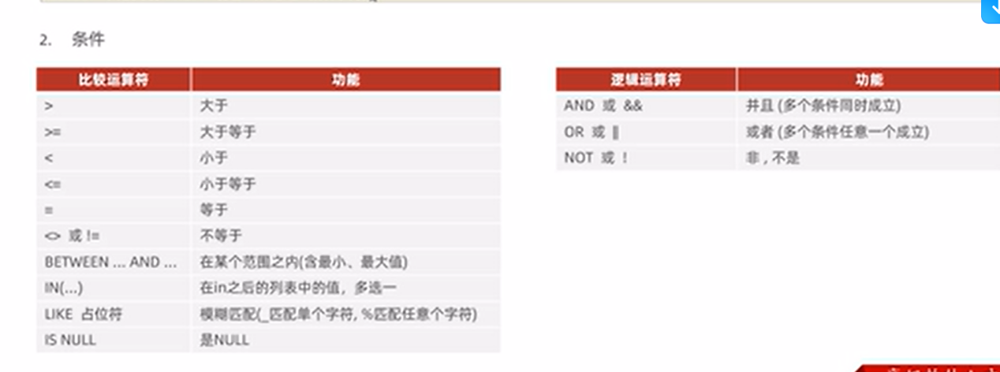 2. 条件
比较运算符 功能
> 大于
>= 大于等于
< 小于
<= 小于等于
= 等于
<> 或 != 不等于
BETWEEN ... AND ... 在某个范围之内(含最小、最大值)
IN(...) 在in之后的列表中的值，多选一
LIKE 占位符 模糊匹配(_匹配单个字符, %匹配任意个字符)
IS NULL 是NULL
逻辑运算符 功能
AND 或 && 并且 (多个条件同时成立)
OR 或 || 或者 (多个条件任意一个成立)
NOT 或 ! 非 , 不是